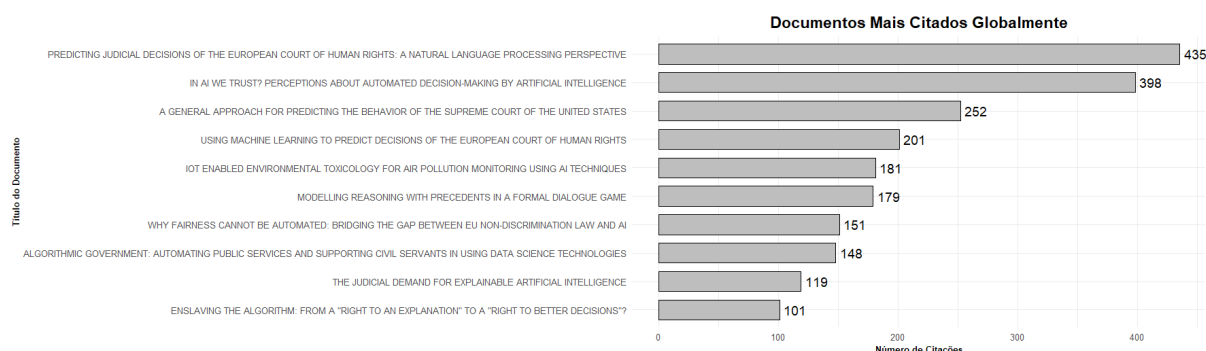 Documentos Mais Citados Globalmente
Título do Documento
PREDICTING JUDICIAL DECISIONS OF THE EUROPEAN COURT OF HUMAN RIGHTS: A NATURAL LANGUAGE PROCESSING PERSPECTIVE 435
IN AI WE TRUST? PERCEPTIONS ABOUT AUTOMATED DECISION-MAKING BY ARTIFICIAL INTELLIGENCE 398
A GENERAL APPROACH FOR PREDICTING THE BEHAVIOR OF THE SUPREME COURT OF THE UNITED STATES 252
USING MACHINE LEARNING TO PREDICT DECISIONS OF THE EUROPEAN COURT OF HUMAN RIGHTS 201
IOT ENABLED ENVIRONMENTAL TOXICOLOGY FOR AIR POLLUTION MONITORING USING AI TECHNIQUES 181
MODELLING REASONING WITH PRECEDENTS IN A FORMAL DIALOGUE GAME 179
WHY FAIRNESS CANNOT BE AUTOMATED: BRIDGING THE GAP BETWEEN EU NON-DISCRIMINATION LAW AND AI 151
ALGORITHMIC GOVERNMENT: AUTOMATING PUBLIC SERVICES AND SUPPORTING CIVIL SERVANTS IN USING DATA SCIENCE TECHNOLOGIES 148
THE JUDICIAL DEMAND FOR EXPLAINABLE ARTIFICIAL INTELLIGENCE 119
ENSLAVING THE ALGORITHM: FROM A "RIGHT TO AN EXPLANATION" TO A "RIGHT TO BETTER DECISIONS"? 101
0 100 200 300 400
Número de Citações